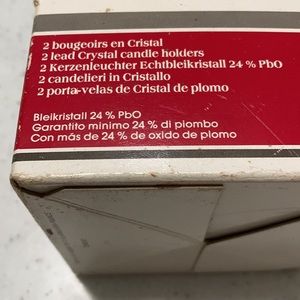 2 bougeoirs en Cristal
2 lead Crystal candle holders
2 Kerzenleuchter Echtbleikristall 24 % PbO
2 candelieri in Cristallo
2 porta-velas de Cristal de plomo
Bleikristall 24 % PbO
Garantito minimo 24 % di piombo
Con más de 24 % de oxido de plomo